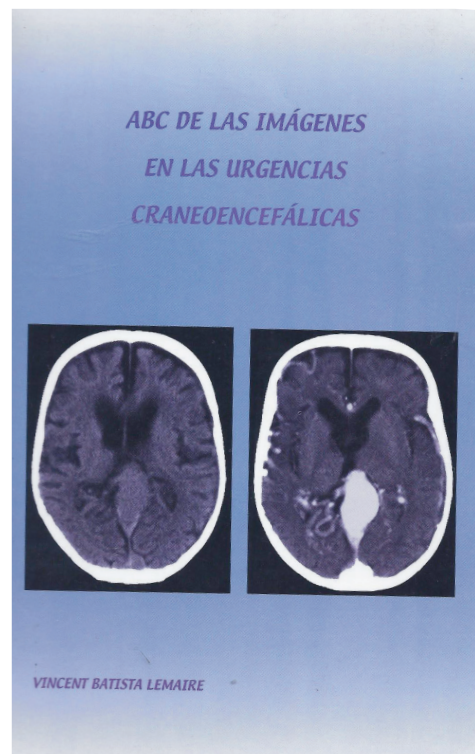 ABC DE LAS IMÁGENES
EN LAS URGENCIAS
CRANEOENCEFÁLICAS
VINCENT BATISTA LEMAIRE